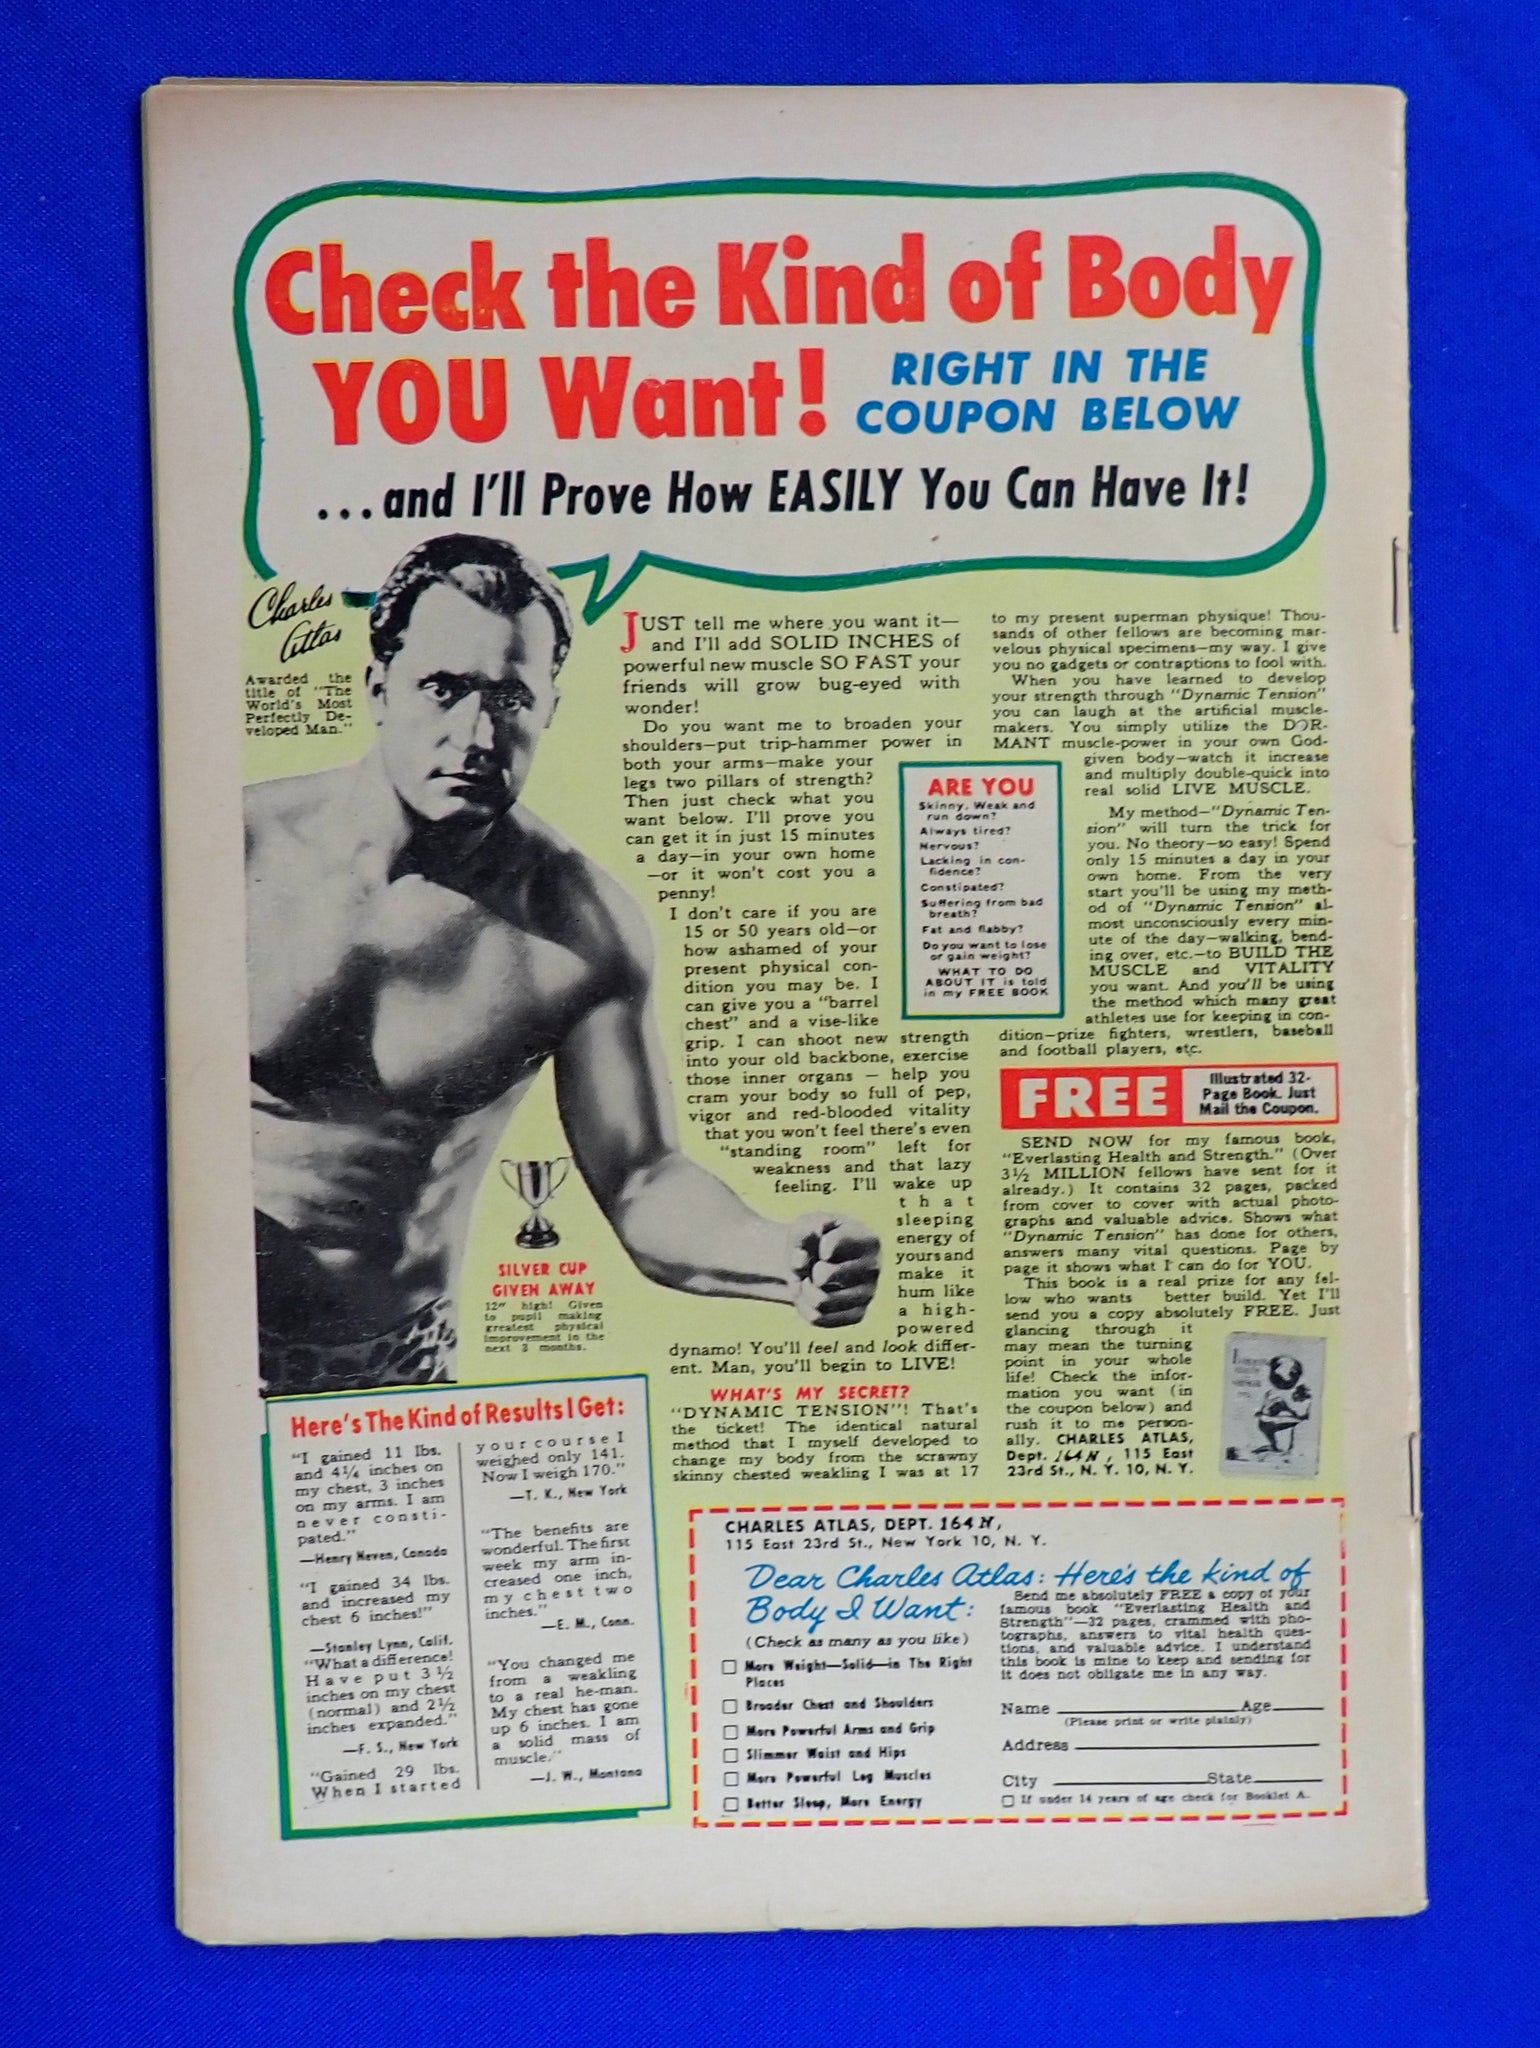 Check the Kind of Body
YOU Want!
RIGHT IN THE
COUPON BELOW
...and I'll Prove How EASILY You Can Have It!
Charles
Atlas
Awarded the
title of "The
World's Most
Perfectly De-
veloped Man."
JUST tell me where you want it—
and I'll add SOLID INCHES of
powerful new muscle SO FAST your
friends will grow bug-eyed with
wonder!
Do you want me to broaden your
shoulders—put trip-hammer power in
both your arms—make your
legs two pillars of strength?
Then just check what you
want below. I'll prove you
can get it in just 15 minutes
a day—in your own home
—or it won't cost you a
penny!
I don't care if you are
15 or 50 years old—or
how ashamed of your
present physical con-
dition you may be. I
can give you a "barrel
chest" and a vise-like
grip. I can shoot new strength
into your old backbone, exercise
those inner organs — help you
cram your body so full of pep,
vigor and red-blooded vitality
that you won't feel there's even
"standing room" left for
weakness and that lazy
feeling. I'll wake up
that
sleeping
energy of
yours and
make it
hum like
a high-
powered
dynamo! You'll feel and look differ-
ent. Man, you'll begin to LIVE!
WHAT'S MY SECRET?
"DYNAMIC TENSION"! That's
the ticket! The identical natural
method that I myself developed to
change my body from the scrawny
skinny chested weakling I was at 17
to my present superman physique! Thou-
sands of other fellows are becoming mar-
velous physical specimens—my way. I give
you no gadgets or contraptions to fool with.
When you have learned to develop
your strength through "Dynamic Tension"
you can laugh at the artificial muscle-
makers. You simply utilize the DOR-
MANT muscle-power in your own God-
given body—watch it increase
and multiply double-quick into
real solid LIVE MUSCLE.
My method—"Dynamic Ten-
sion" will turn the trick for
you. No theory—so easy! Spend
only 15 minutes a day in your
own home. From the very
start you'll be using my meth-
od of "Dynamic Tension" al-
most unconsciously every min-
ute of the day—walking, bend-
ing over, etc.—to BUILD THE
MUSCLE and VITALITY
you want. And you'll be using
the method which many great
athletes use for keeping in con-
dition—prize fighters, wrestlers, baseball
and football players, etc.
ARE YOU
Skinny, Weak and
run down?
Always tired?
Nervous?
Lacking in con-
fidence?
Constipated?
Suffering from bad
breath?
Fat and flabby?
Do you want to lose
or gain weight?
WHAT TO DO
ABOUT IT is told
in my FREE BOOK
FREE
Illustrated 32-
Page Book. Just
Mail the Coupon.
SEND NOW for my famous book,
"Everlasting Health and Strength." (Over
3½ MILLION fellows have sent for it
already.) It contains 32 pages, packed
from cover to cover with actual photo-
graphs and valuable advice. Shows what
"Dynamic Tension" has done for others,
answers many vital questions. Page by
page it shows what I can do for YOU.
This book is a real prize for any fel-
low who wants better build. Yet I'll
send you a copy absolutely FREE. Just
glancing through it
may mean the turning
point in your whole
life! Check the infor-
mation you want (in
the coupon below) and
rush it to me person-
ally. CHARLES ATLAS,
Dept. 164N, 115 East
23rd St., N. Y. 10, N. Y.
SILVER CUP
GIVEN AWAY
12" high! Given
to pupil making
greatest physical
improvement in the
next 3 months.
Here's The Kind of Results I Get:
"I gained 11 lbs.
and 4¼ inches on
my chest, 3 inches
on my arms. I am
never consti-
pated."
—Henry Neven, Canada
"I gained 34 lbs.
and increased my
chest 6 inches!"
—Stanley Lynn, Calif.
"What a difference!
Have put 3½
inches on my chest
(normal) and 2½
inches expanded."
—F. S., New York
"Gained 29 lbs.
When I started
your course I
weighed only 141.
Now I weigh 170."
—T. K., New York
"The benefits are
wonderful. The first
week my arm in-
creased one inch,
my chest two
inches."
—E. M., Conn.
"You changed me
from a weakling
to a real he-man.
My chest has gone
up 6 inches. I am
a solid mass of
muscle."
—J. W., Montana
CHARLES ATLAS, DEPT. 164N,
115 East 23rd St., New York 10, N. Y.
Dear Charles Atlas: Here's the kind of
Body I Want:
(Check as many as you like)
More Weight—Solid—in The Right
Places
Broader Chest and Shoulders
More Powerful Arms and Grip
Slimmer Waist and Hips
More Powerful Leg Muscles
Better Sleep, More Energy
Send me absolutely FREE a copy of your
famous book "Everlasting Health and
Strength"—32 pages, crammed with pho-
tographs, answers to vital health ques-
tions, and valuable advice. I understand
this book is mine to keep and sending for
it does not obligate me in any way.
Name Age
(Please print or write plainly)
Address
City State
If under 14 years of age check for Booklet A.